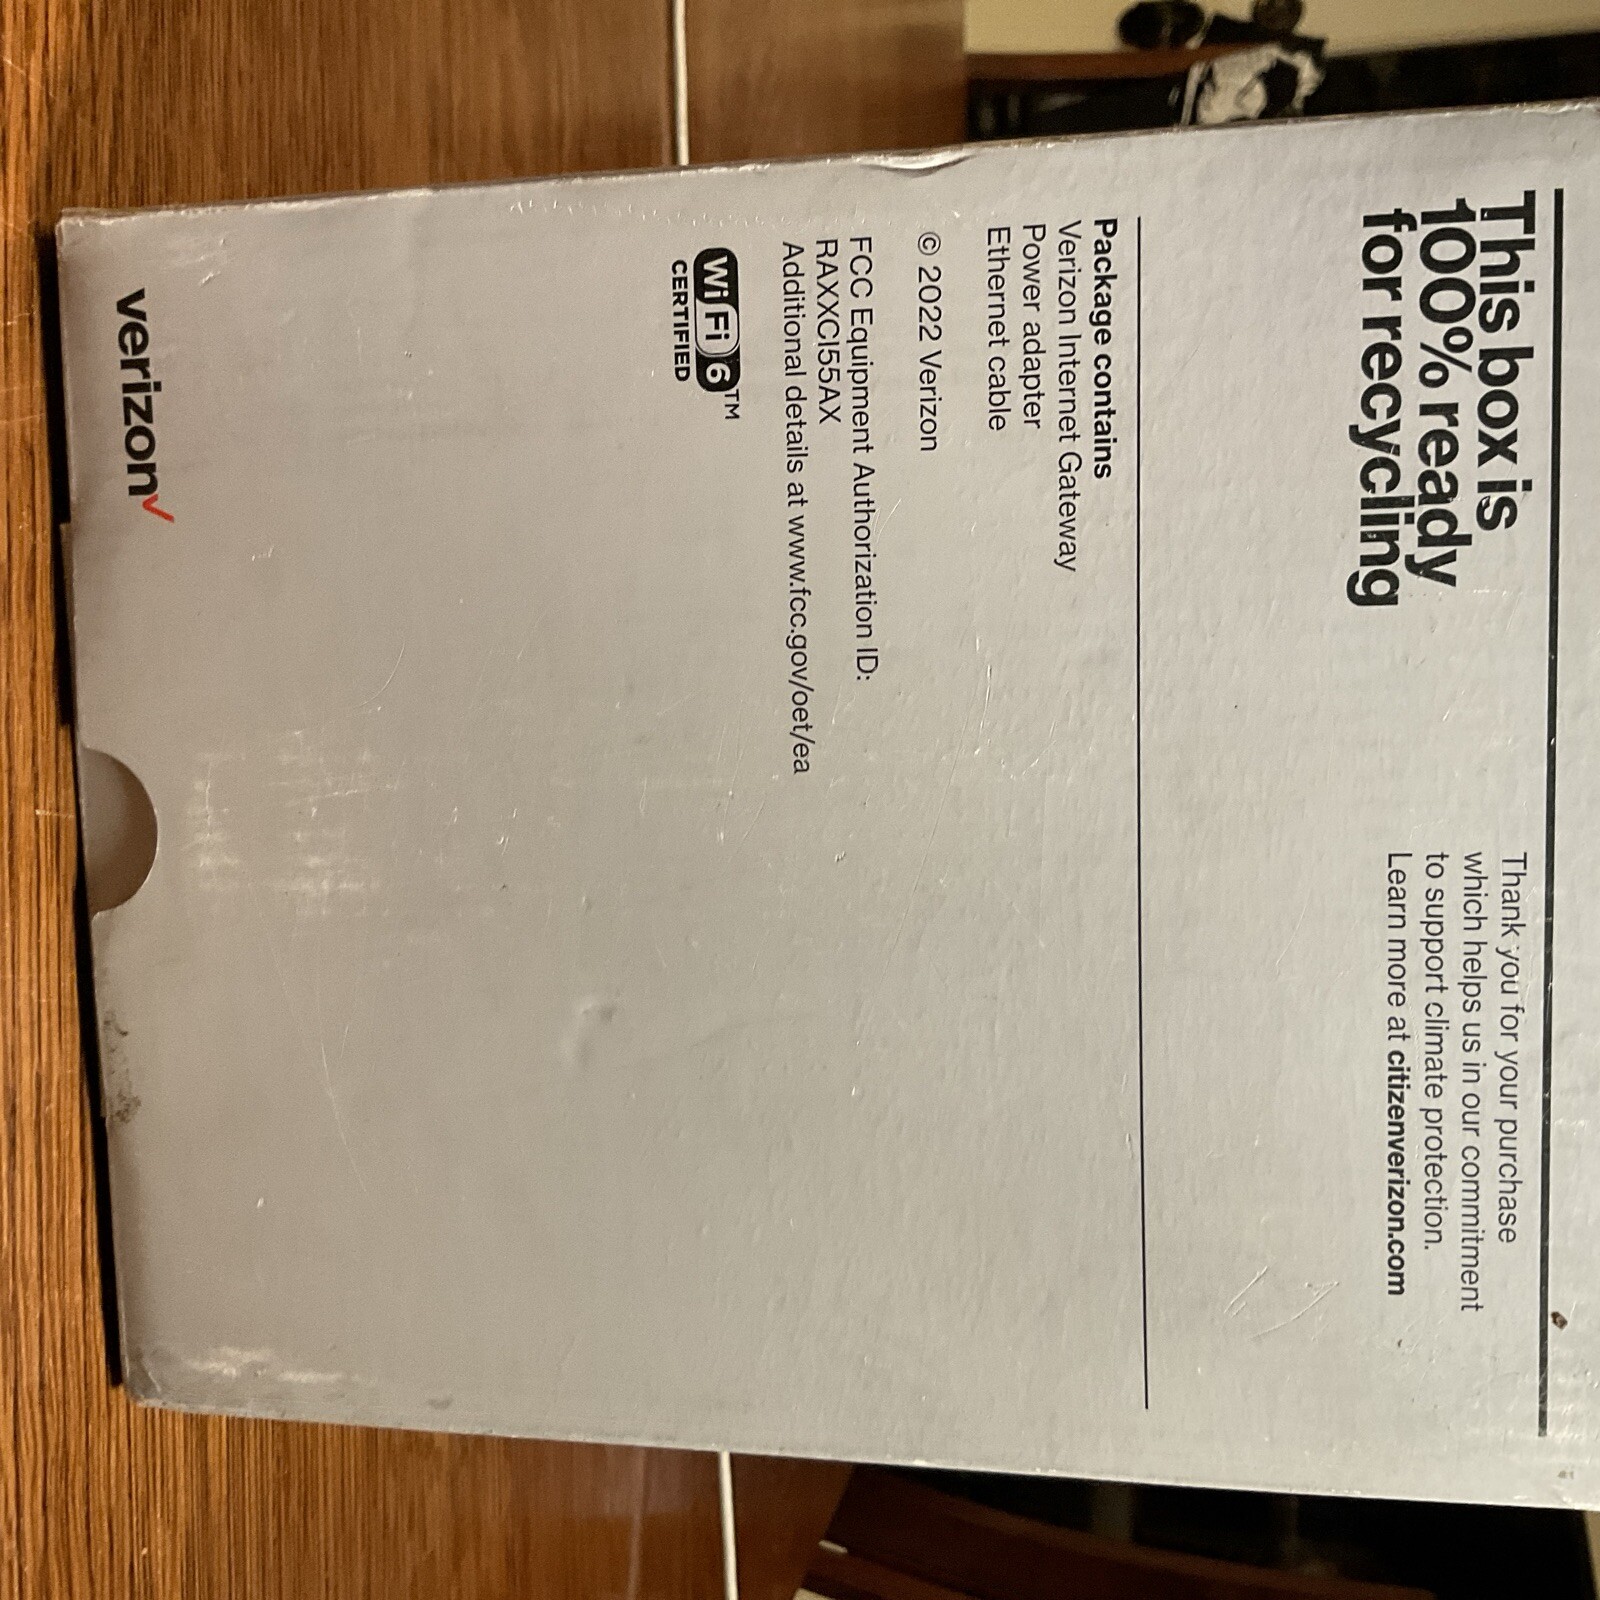 This box is
100% ready
for recycling
Thank you for your purchase
which helps us in our commitment
to support climate protection.
Learn more at citizenverizon.com
Package contains
Verizon Internet Gateway
Power adapter
Ethernet cable
© 2022 Verizon
FCC Equipment Authorization ID:
RAXXCI55AX
Additional details at www.fcc.gov/oet/ea
Wi Fi 6™
CERTIFIED
verizon